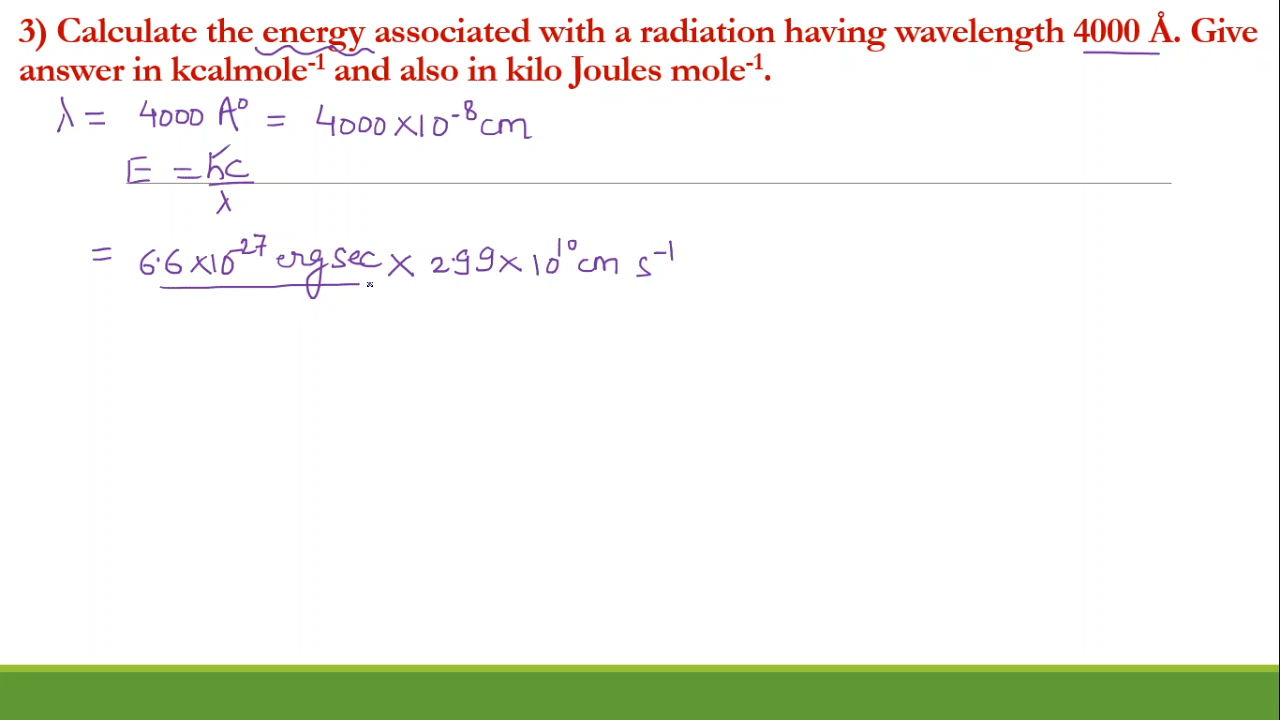 3) Calculate the energy associated with a radiation having wavelength 4000 Å. Give
answer in kcalmole⁻¹ and also in kilo Joules mole⁻¹.
λ = 4000 A⁰ = 4000×10⁻⁸ cm
E = hc/λ
= 6.6×10⁻²⁷ erg sec × 2.99×10¹⁰ cm s⁻¹